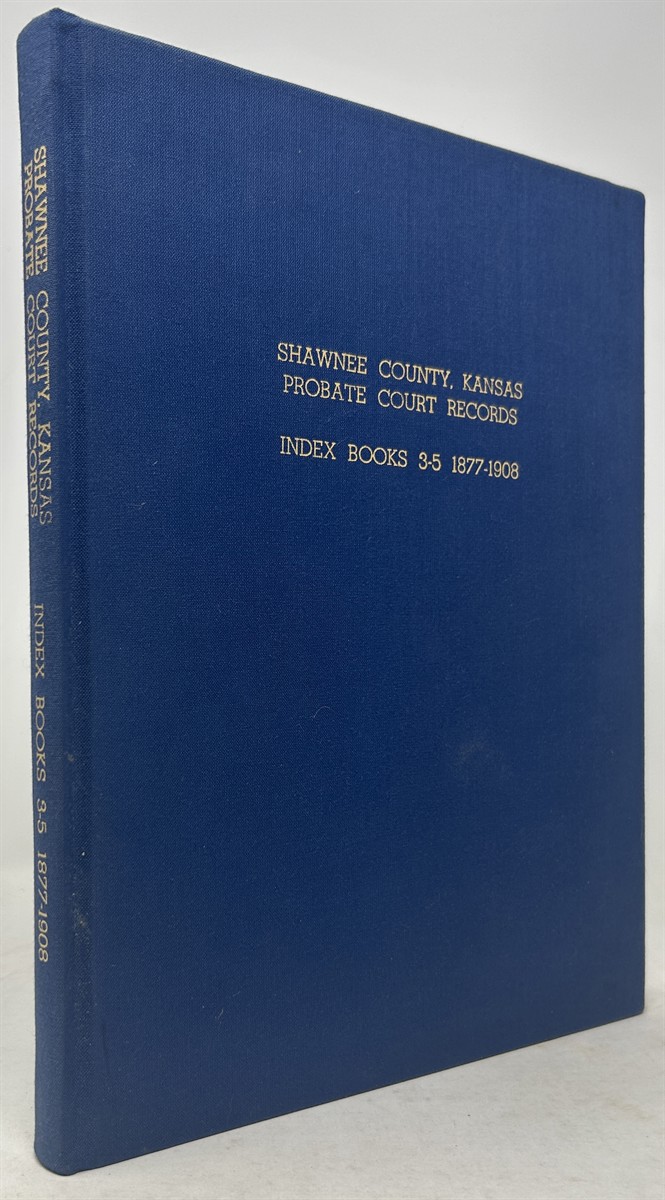 SHAWNEE COUNTY, KANSAS
PROBATE COURT RECORDS
INDEX BOOKS 3-5 1877-1908
SHAWNEE COUNTY, KANSAS
PROBATE COURT RECORDS
INDEX BOOKS 3-5 1877-1908